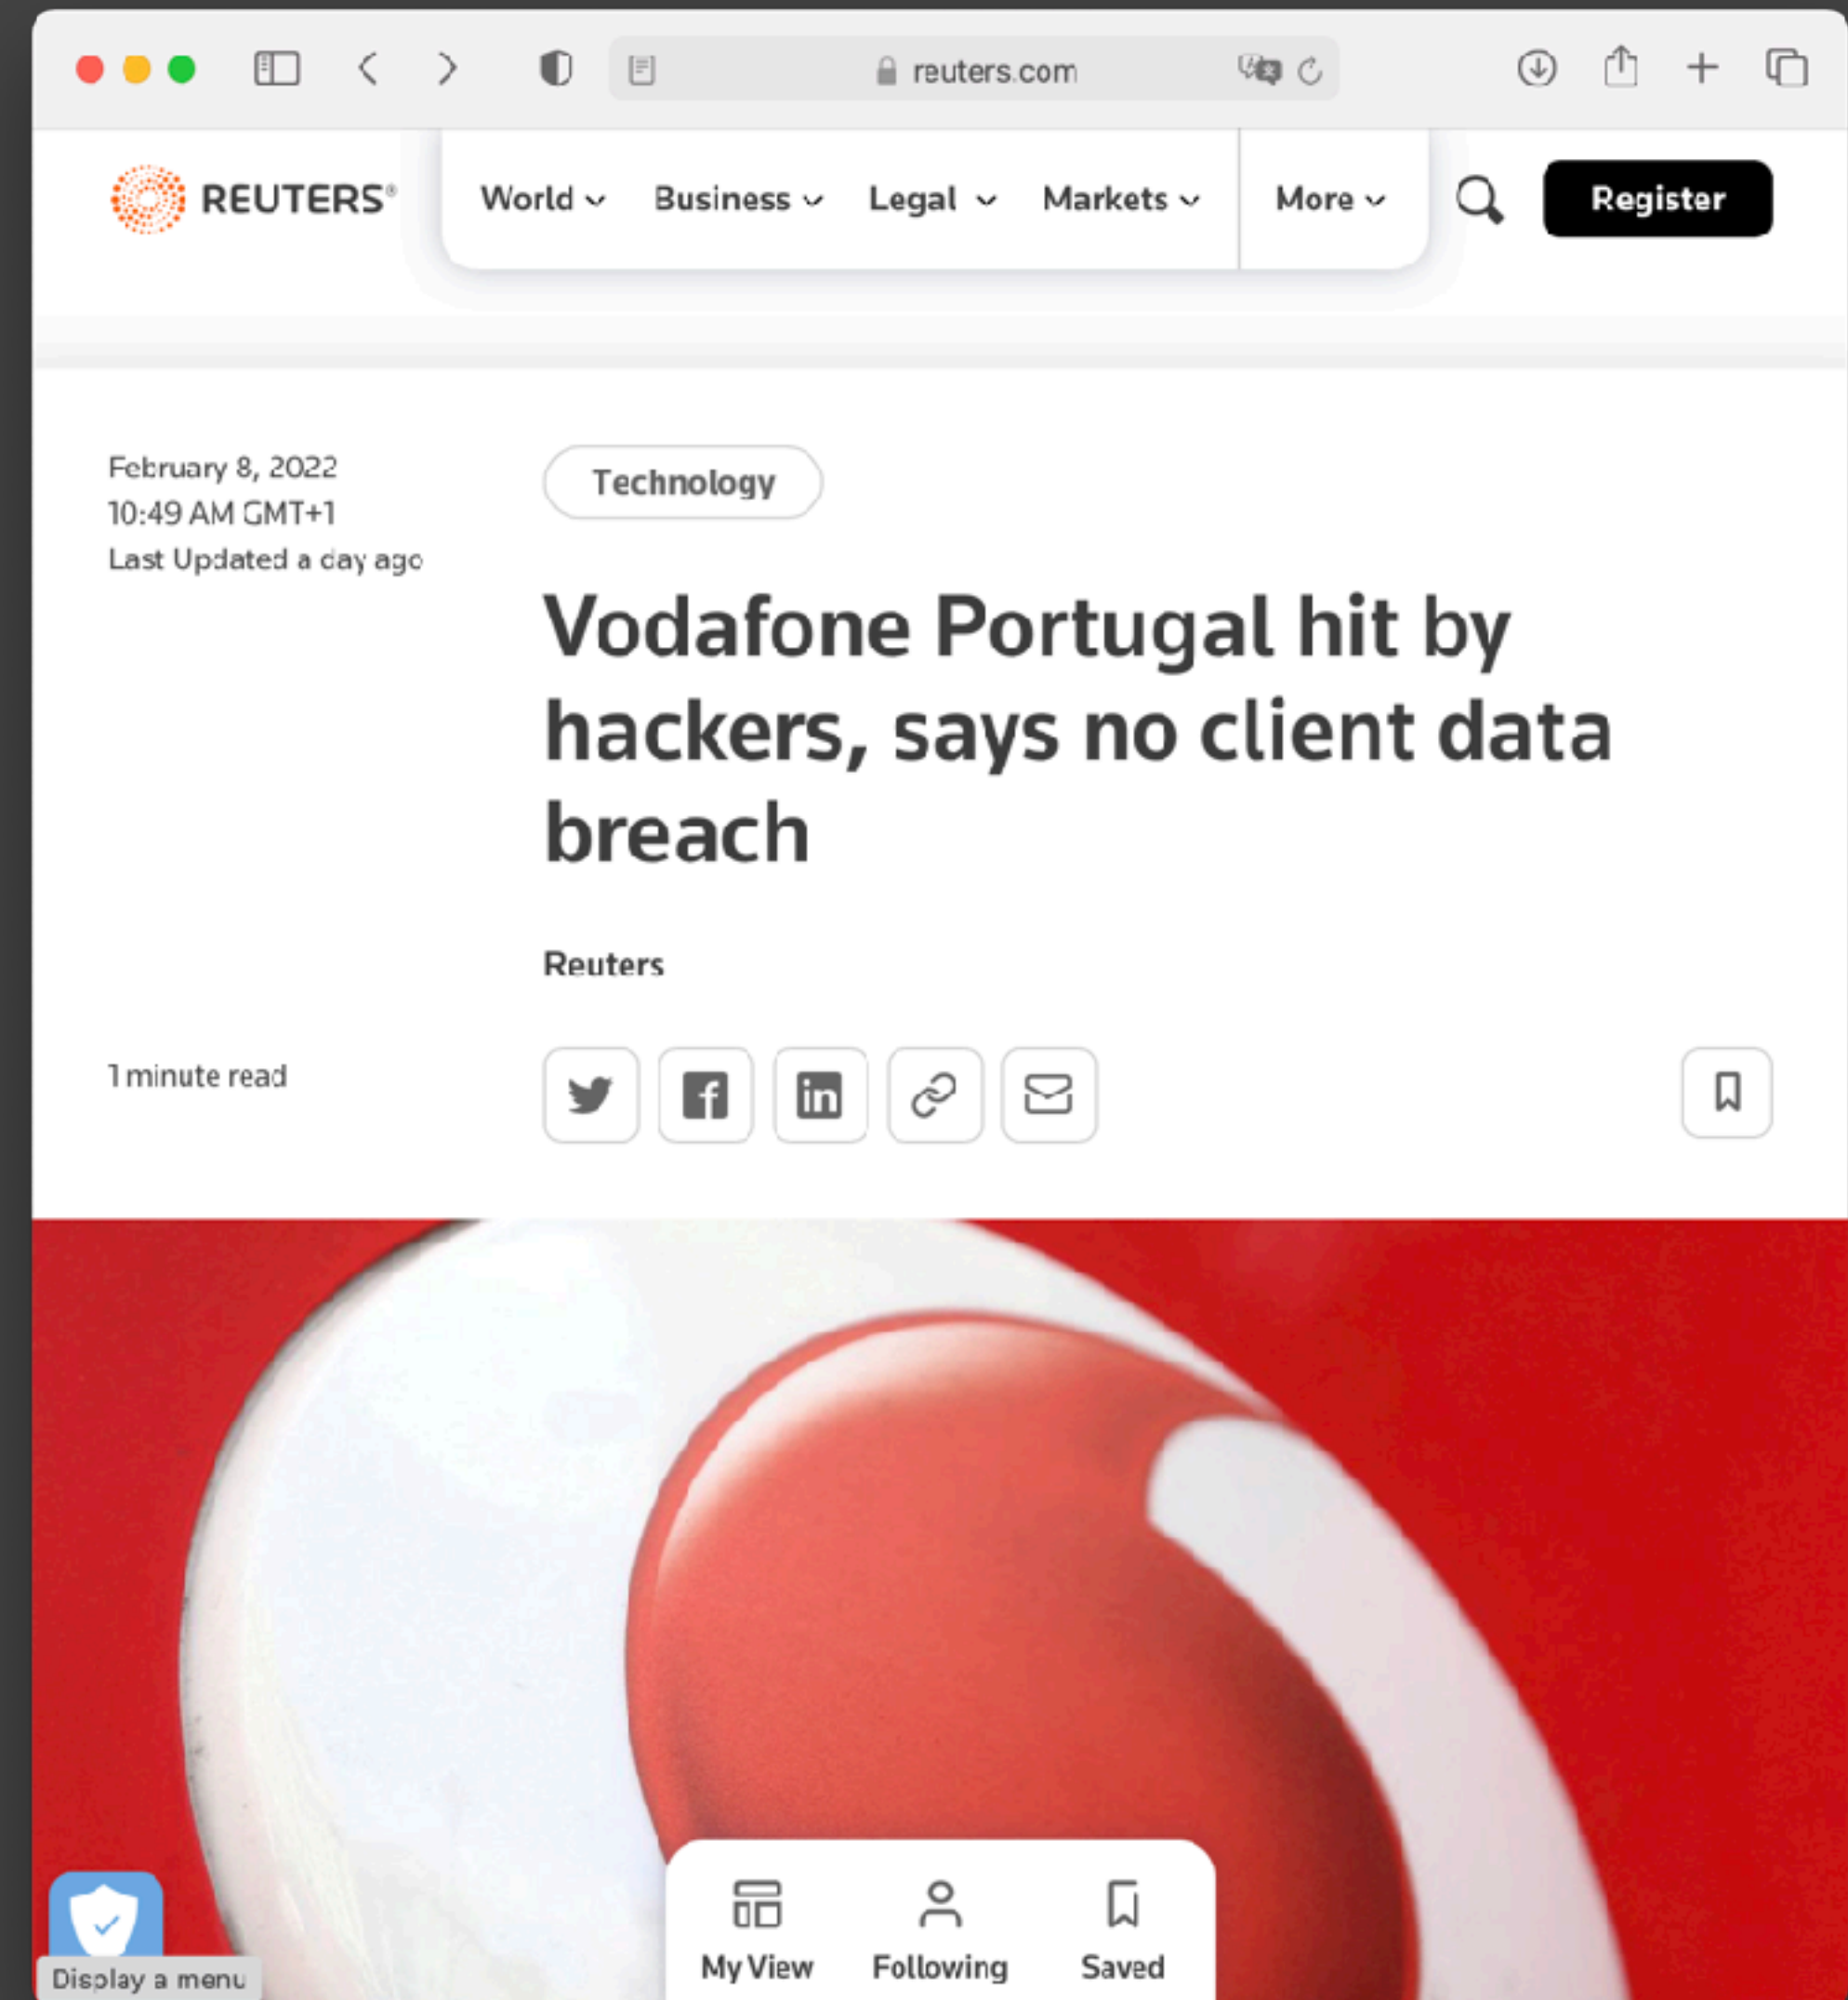 reuters.com
REUTERS®
World
Business
Legal
Markets
More
Register
February 8, 2022
10:49 AM GMT+1
Last Updated a day ago
Technology
Vodafone Portugal hit by
hackers, says no client data
breach
Reuters
1 minute read
My View
Following
Saved
Display a menu